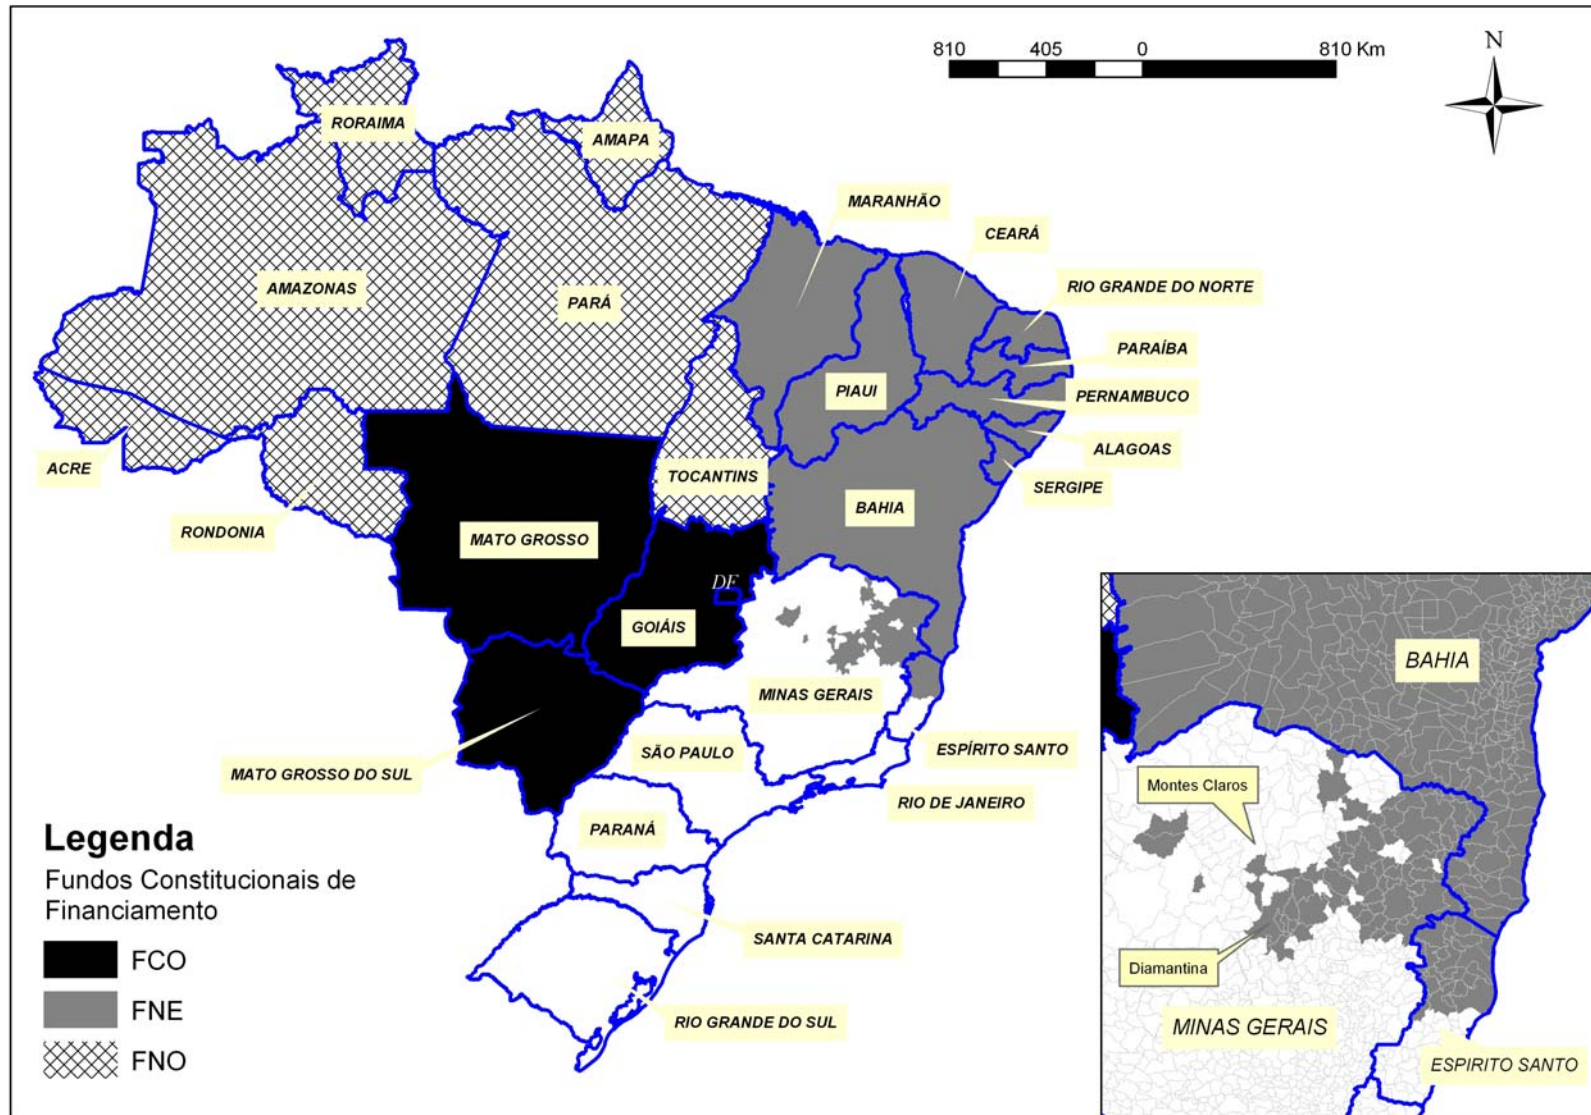 810 405 0 810 Km
N
RORAIMA
AMAPA
MARANHÃO
CEARÁ
RIO GRANDE DO NORTE
AMAZONAS
PARÁ
PARAÍBA
PIAUI
PERNAMBUCO
ALAGOAS
ACRE
TOCANTINS
SERGIPE
BAHIA
RONDONIA
MATO GROSSO
DF
GOIÁIS
MINAS GERAIS
SÃO PAULO
ESPÍRITO SANTO
MATO GROSSO DO SUL
RIO DE JANEIRO
PARANÁ
SANTA CATARINA
RIO GRANDE DO SUL
Legenda
Fundos Constitucionais de
Financiamento
FCO
FNE
FNO
BAHIA
Montes Claros
Diamantina
MINAS GERAIS
ESPIRITO SANTO